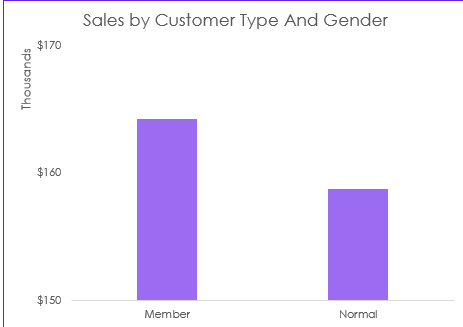 Sales by Customer Type And Gender
Thousands
$170
$160
$150
Member
Normal